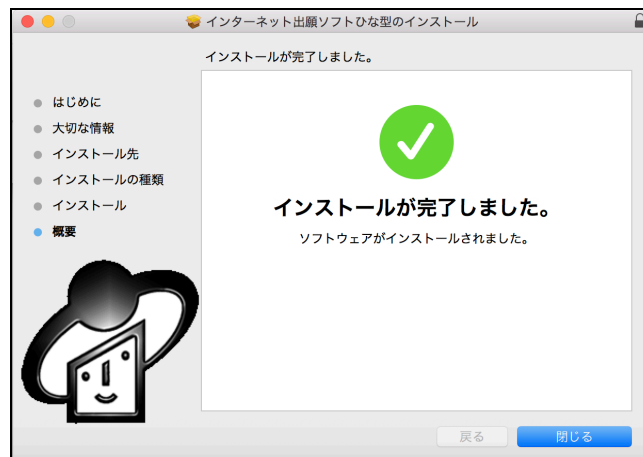 インターネット出願ソフトひな型のインストール
インストールが完了しました。
はじめに
大切な情報
インストール先
インストールの種類
インストール
概要
インストールが完了しました。
ソフトウェアがインストールされました。
戻る
閉じる